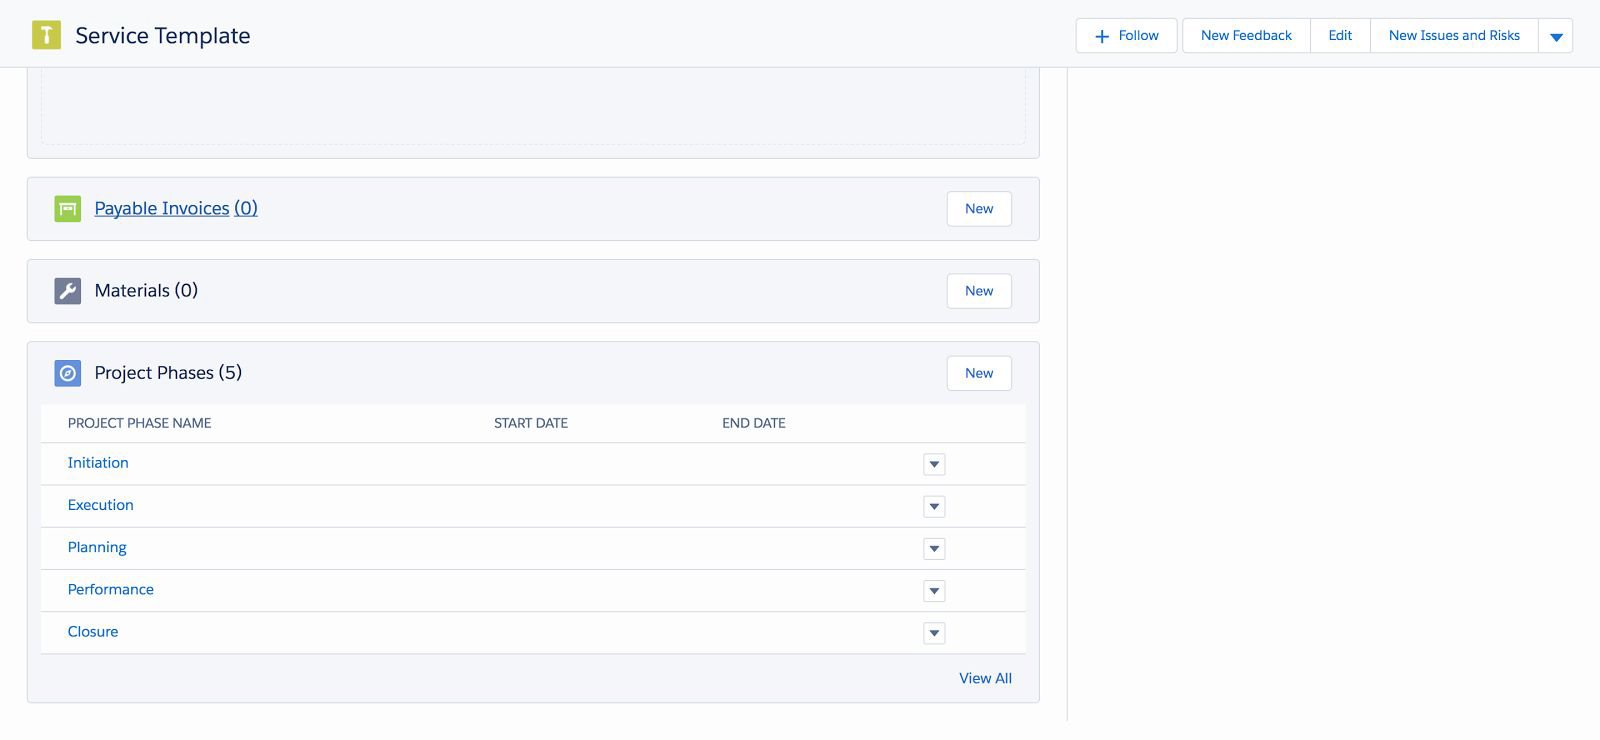 Service Template
Follow
New Feedback
Edit
New Issues and Risks
Payable Invoices (0)
New
Materials (0)
New
Project Phases (5)
New
PROJECT PHASE NAME START DATE END DATE
Initiation
Execution
Planning
Performance
Closure
View All